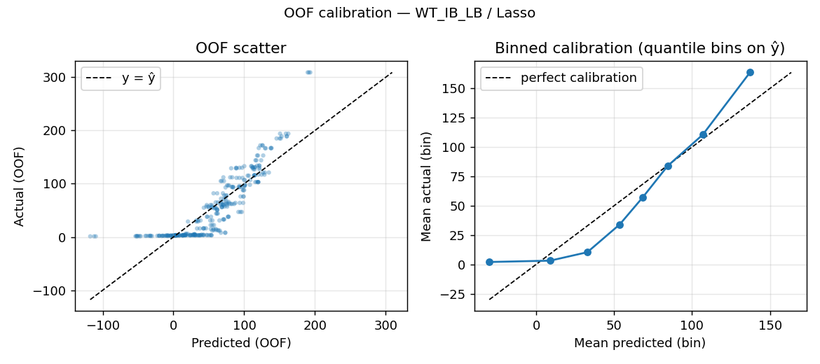 OOF calibration — WT_IB_LB / Lasso
OOF scatter
y = ŷ
300
200
100
0
−100
Actual (OOF)
−100
0
100
200
300
Predicted (OOF)
Binned calibration (quantile bins on ŷ)
perfect calibration
150
125
100
75
50
25
0
−25
Mean actual (bin)
0
50
100
150
Mean predicted (bin)